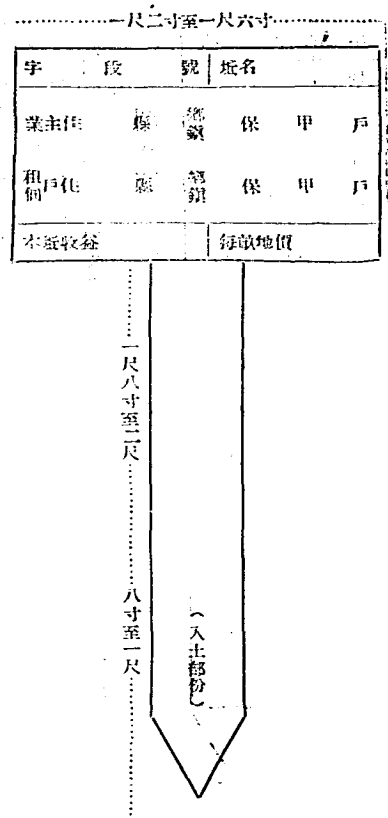 一尺二寸至一尺六寸
字 段 號 坵名
業主住 縣 鄉鎮 保 甲 戶
租佃戶住 縣 鄉鎮 保 甲 戶
本坵收益 每畝地價
一尺八寸至二尺
八寸至一尺
(入土部份)